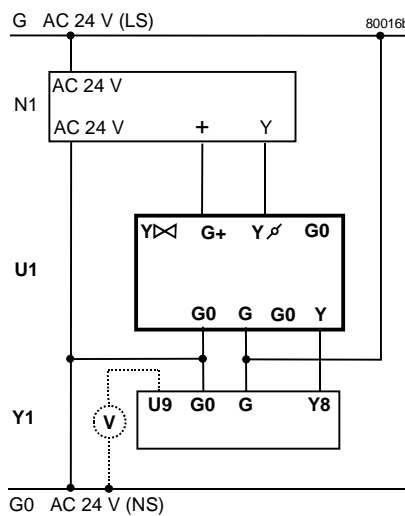 G AC 24 V (LS) 80016b
AC 24 V
N1
AC 24 V + Y
Y G+ Y G0
U1
G0 G G0 Y
U9 G0 G Y8
Y1
V
G0 AC 24 V (NS)